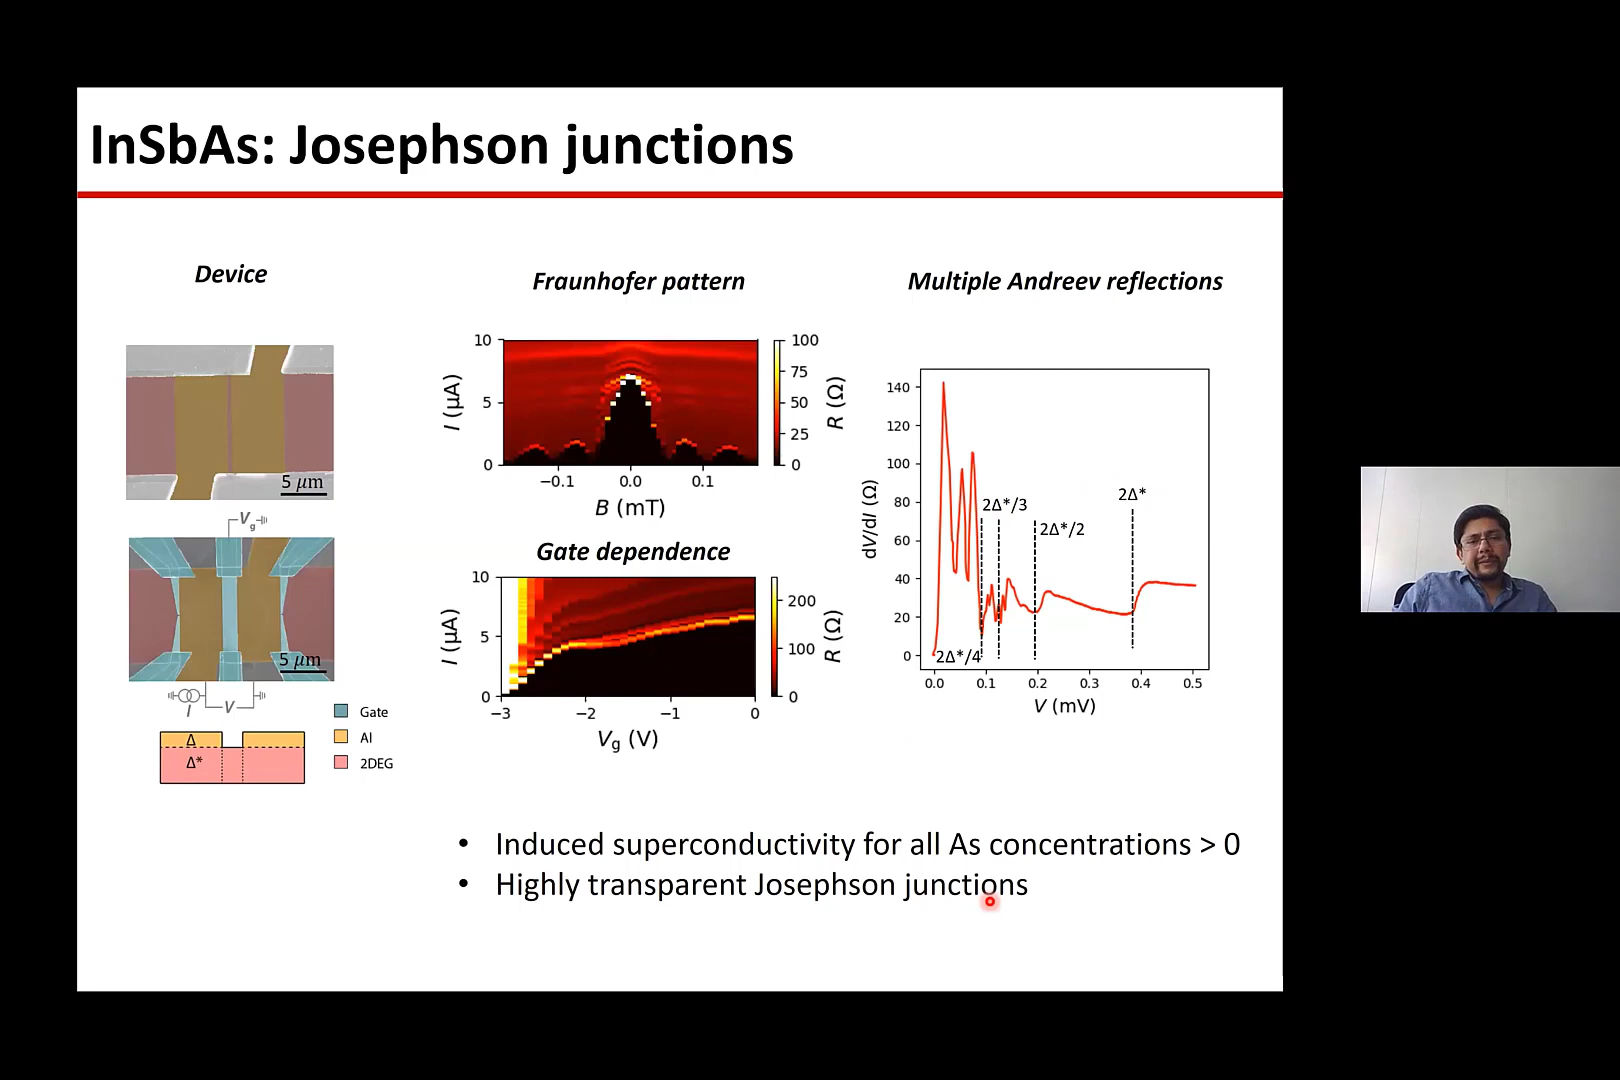 InSbAs: Josephson junctions
Device
5 μm
Vg
5 μm
I
V
Δ
Δ*
Gate
Al
2DEG
Fraunhofer pattern
10
5
0
I (μA)
−0.1
0.0
0.1
B (mT)
100
75
50
25
0
R (Ω)
Gate dependence
10
5
0
I (μA)
−3
−2
−1
0
Vg (V)
200
100
0
R (Ω)
Multiple Andreev reflections
140
120
100
80
60
40
20
0
dV/dI (Ω)
2Δ*/4
2Δ*/3
2Δ*/2
2Δ*
0.0
0.1
0.2
0.3
0.4
0.5
V (mV)
• Induced superconductivity for all As concentrations > 0
• Highly transparent Josephson junctions